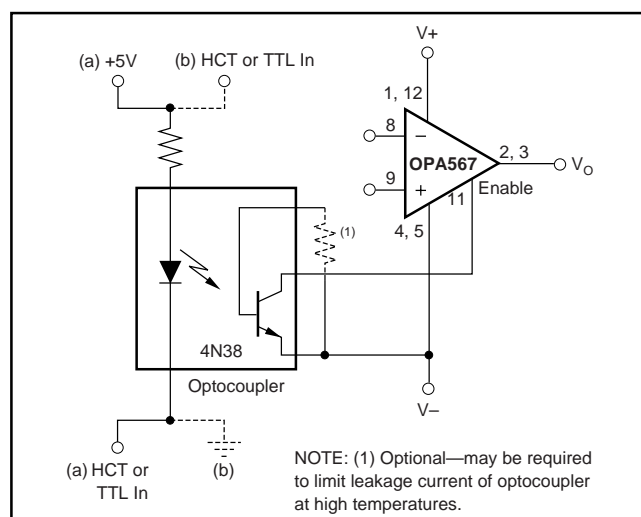 V+
(a) +5V
(b) HCT or TTL In
1, 12
8
−
2, 3
OPA567
V_O
9
+
Enable
11
4, 5
(1)
4N38
Optocoupler
V–
(a) HCT or
TTL In
(b)
NOTE: (1) Optional—may be required
to limit leakage current of optocoupler
at high temperatures.